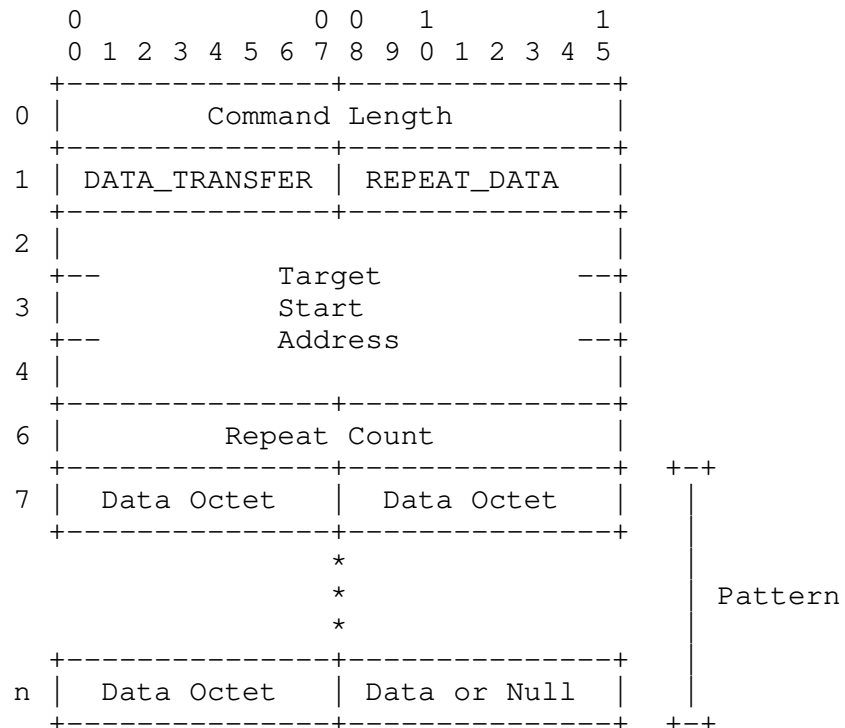 0 0 0 1 1
0 1 2 3 4 5 6 7 8 9 0 1 2 3 4 5
+---------------+---------------+
0 | Command Length |
+---------------+---------------+
1 | DATA_TRANSFER | REPEAT_DATA |
+---------------+---------------+
2 | |
+-- Target --+
3 | Start |
+-- Address --+
4 | |
+---------------+---------------+
6 | Repeat Count |
+---------------+---------------+ +-+
7 | Data Octet | Data Octet | |
+---------------+---------------+ |
* |
* | Pattern
* |
+---------------+---------------+ |
n | Data Octet | Data or Null | |
+---------------+---------------+ +-+